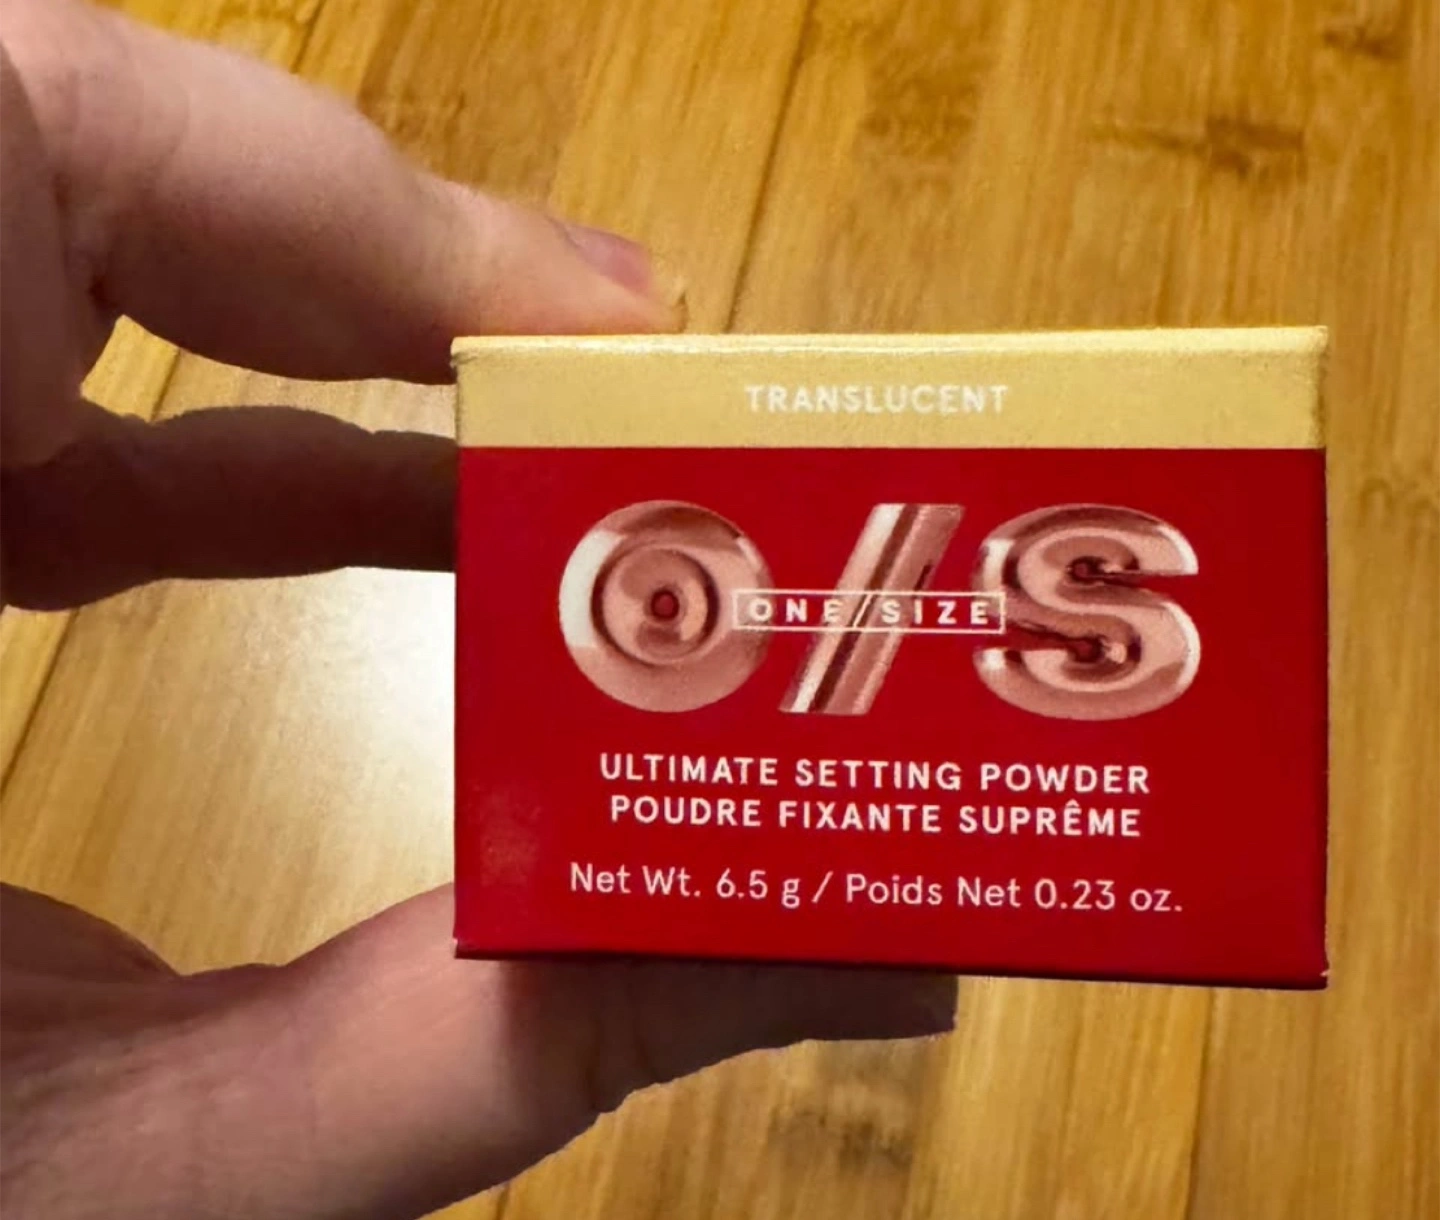 TRANSLUCENT
O/S
ONE/SIZE
ULTIMATE SETTING POWDER
POUDRE FIXANTE SUPRÊME
Net Wt. 6.5 g / Poids Net 0.23 oz.